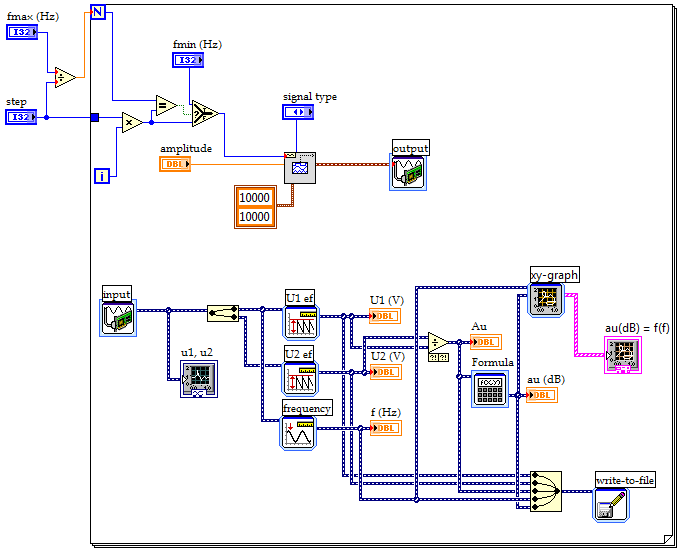 fmax (Hz)
I32
N
fmin (Hz)
I32
step
I32
signal type
amplitude
DBL
output
i
10000
10000
input
U1 ef
U1 (V)
DBL
xy-graph
Au
DBL
au(dB) = f(f)
u1, u2
U2 ef
U2 (V)
DBL
Formula
au (dB)
DBL
frequency
f (Hz)
DBL
write-to-file